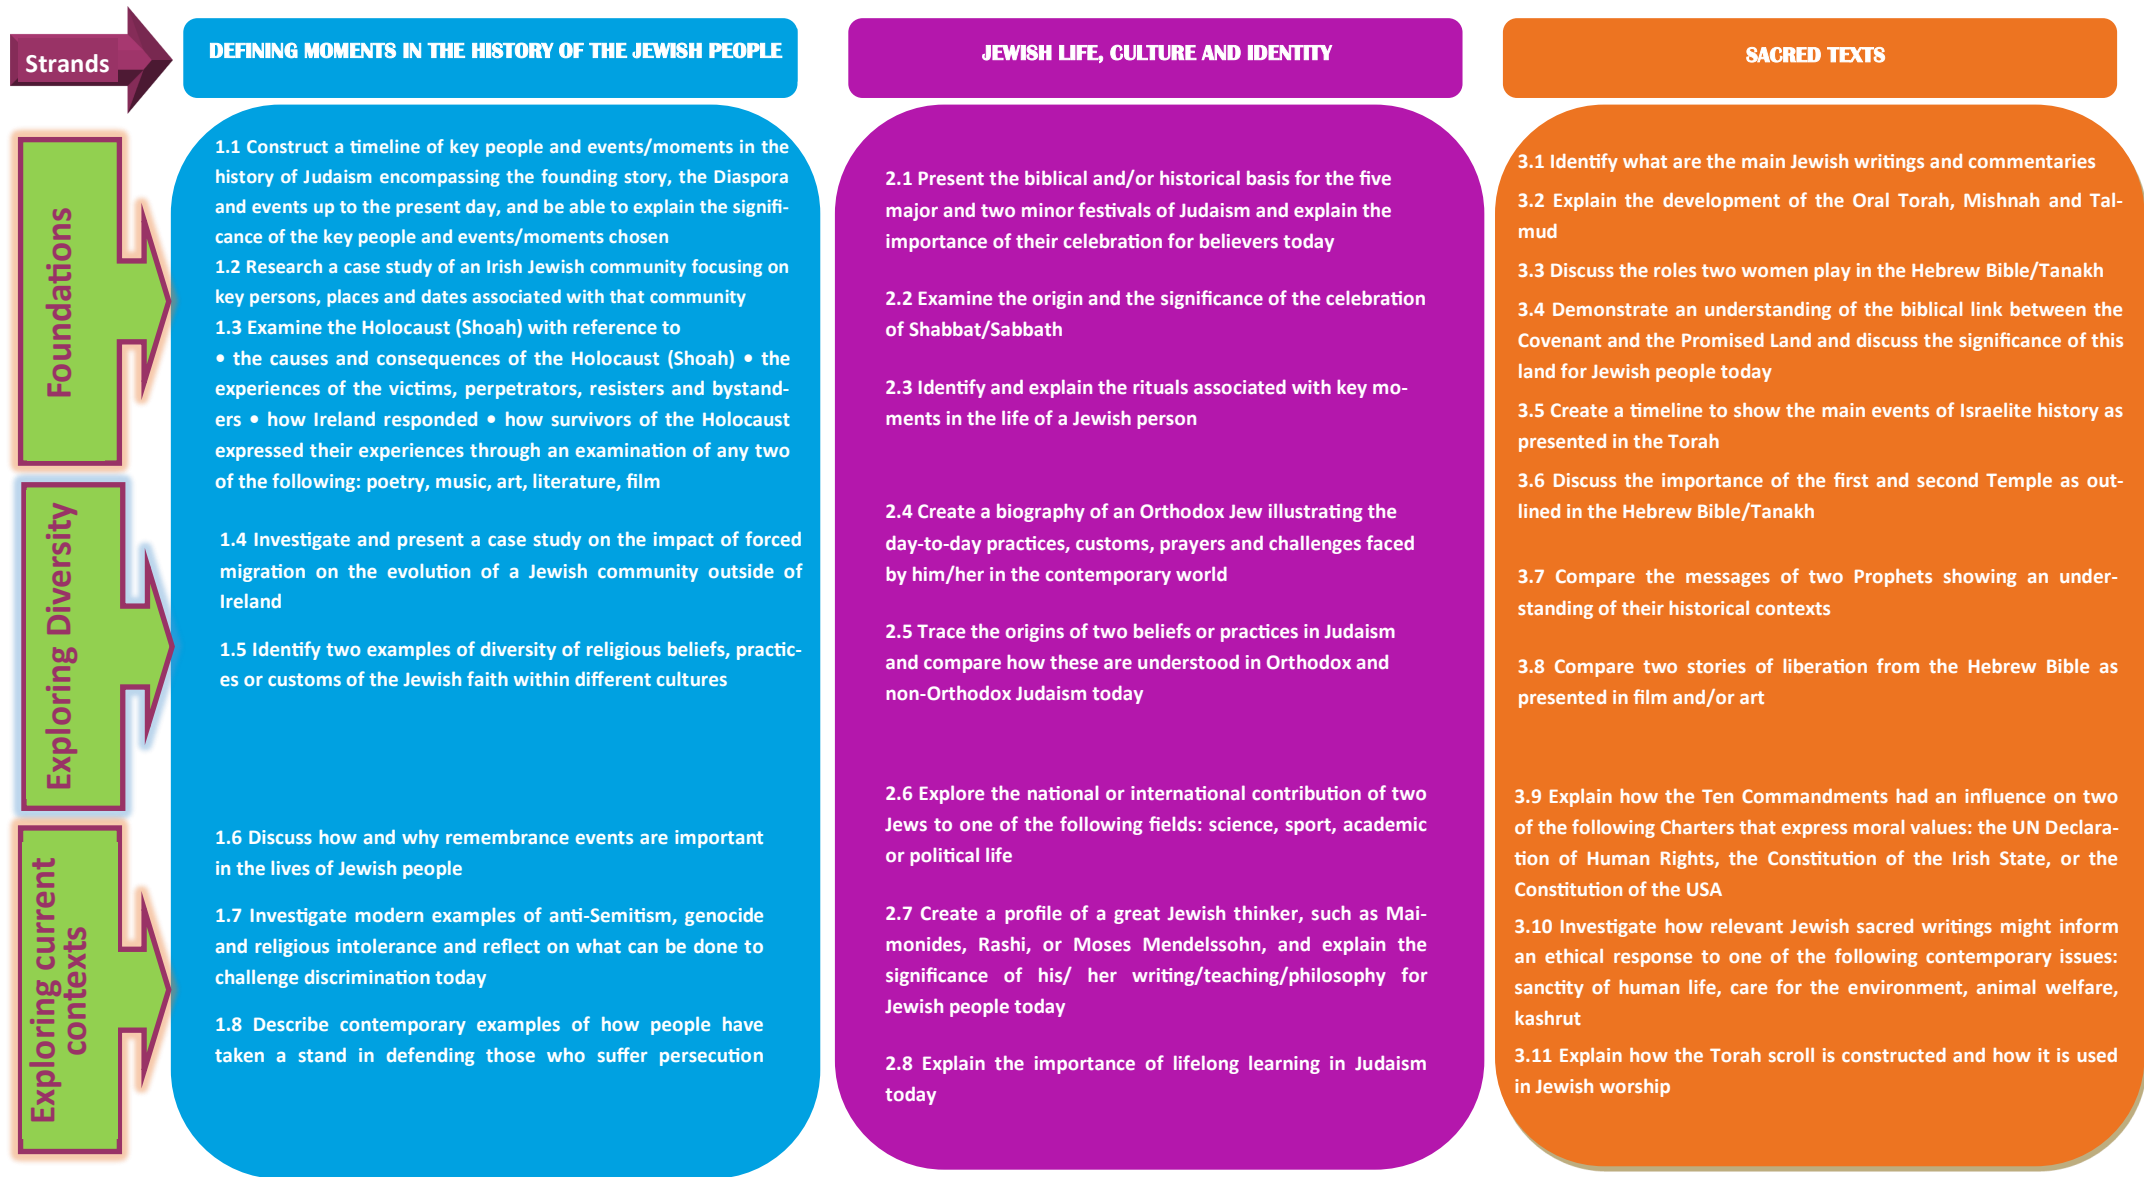 Strands
DEFINING MOMENTS IN THE HISTORY OF THE JEWISH PEOPLE
JEWISH LIFE, CULTURE AND IDENTITY
SACRED TEXTS
Foundations
1.1 Construct a timeline of key people and events/moments in the
history of Judaism encompassing the founding story, the Diaspora
and events up to the present day, and be able to explain the signifi-
cance of the key people and events/moments chosen
1.2 Research a case study of an Irish Jewish community focusing on
key persons, places and dates associated with that community
1.3 Examine the Holocaust (Shoah) with reference to
• the causes and consequences of the Holocaust (Shoah) • the
experiences of the victims, perpetrators, resisters and bystand-
ers • how Ireland responded • how survivors of the Holocaust
expressed their experiences through an examination of any two
of the following: poetry, music, art, literature, film
2.1 Present the biblical and/or historical basis for the five
major and two minor festivals of Judaism and explain the
importance of their celebration for believers today
2.2 Examine the origin and the significance of the celebration
of Shabbat/Sabbath
2.3 Identify and explain the rituals associated with key mo-
ments in the life of a Jewish person
3.1 Identify what are the main Jewish writings and commentaries
3.2 Explain the development of the Oral Torah, Mishnah and Tal-
mud
3.3 Discuss the roles two women play in the Hebrew Bible/Tanakh
3.4 Demonstrate an understanding of the biblical link between the
Covenant and the Promised Land and discuss the significance of this
land for Jewish people today
3.5 Create a timeline to show the main events of Israelite history as
presented in the Torah
3.6 Discuss the importance of the first and second Temple as out-
lined in the Hebrew Bible/Tanakh
Exploring Diversity
1.4 Investigate and present a case study on the impact of forced
migration on the evolution of a Jewish community outside of
Ireland
1.5 Identify two examples of diversity of religious beliefs, practic-
es or customs of the Jewish faith within different cultures
2.4 Create a biography of an Orthodox Jew illustrating the
day-to-day practices, customs, prayers and challenges faced
by him/her in the contemporary world
2.5 Trace the origins of two beliefs or practices in Judaism
and compare how these are understood in Orthodox and
non-Orthodox Judaism today
3.7 Compare the messages of two Prophets showing an under-
standing of their historical contexts
3.8 Compare two stories of liberation from the Hebrew Bible as
presented in film and/or art
Exploring current
contexts
1.6 Discuss how and why remembrance events are important
in the lives of Jewish people
1.7 Investigate modern examples of anti-Semitism, genocide
and religious intolerance and reflect on what can be done to
challenge discrimination today
1.8 Describe contemporary examples of how people have
taken a stand in defending those who suffer persecution
2.6 Explore the national or international contribution of two
Jews to one of the following fields: science, sport, academic
or political life
2.7 Create a profile of a great Jewish thinker, such as Mai-
monides, Rashi, or Moses Mendelssohn, and explain the
significance of his/ her writing/teaching/philosophy for
Jewish people today
2.8 Explain the importance of lifelong learning in Judaism
today
3.9 Explain how the Ten Commandments had an influence on two
of the following Charters that express moral values: the UN Declara-
tion of Human Rights, the Constitution of the Irish State, or the
Constitution of the USA
3.10 Investigate how relevant Jewish sacred writings might inform
an ethical response to one of the following contemporary issues:
sanctity of human life, care for the environment, animal welfare,
kashrut
3.11 Explain how the Torah scroll is constructed and how it is used
in Jewish worship